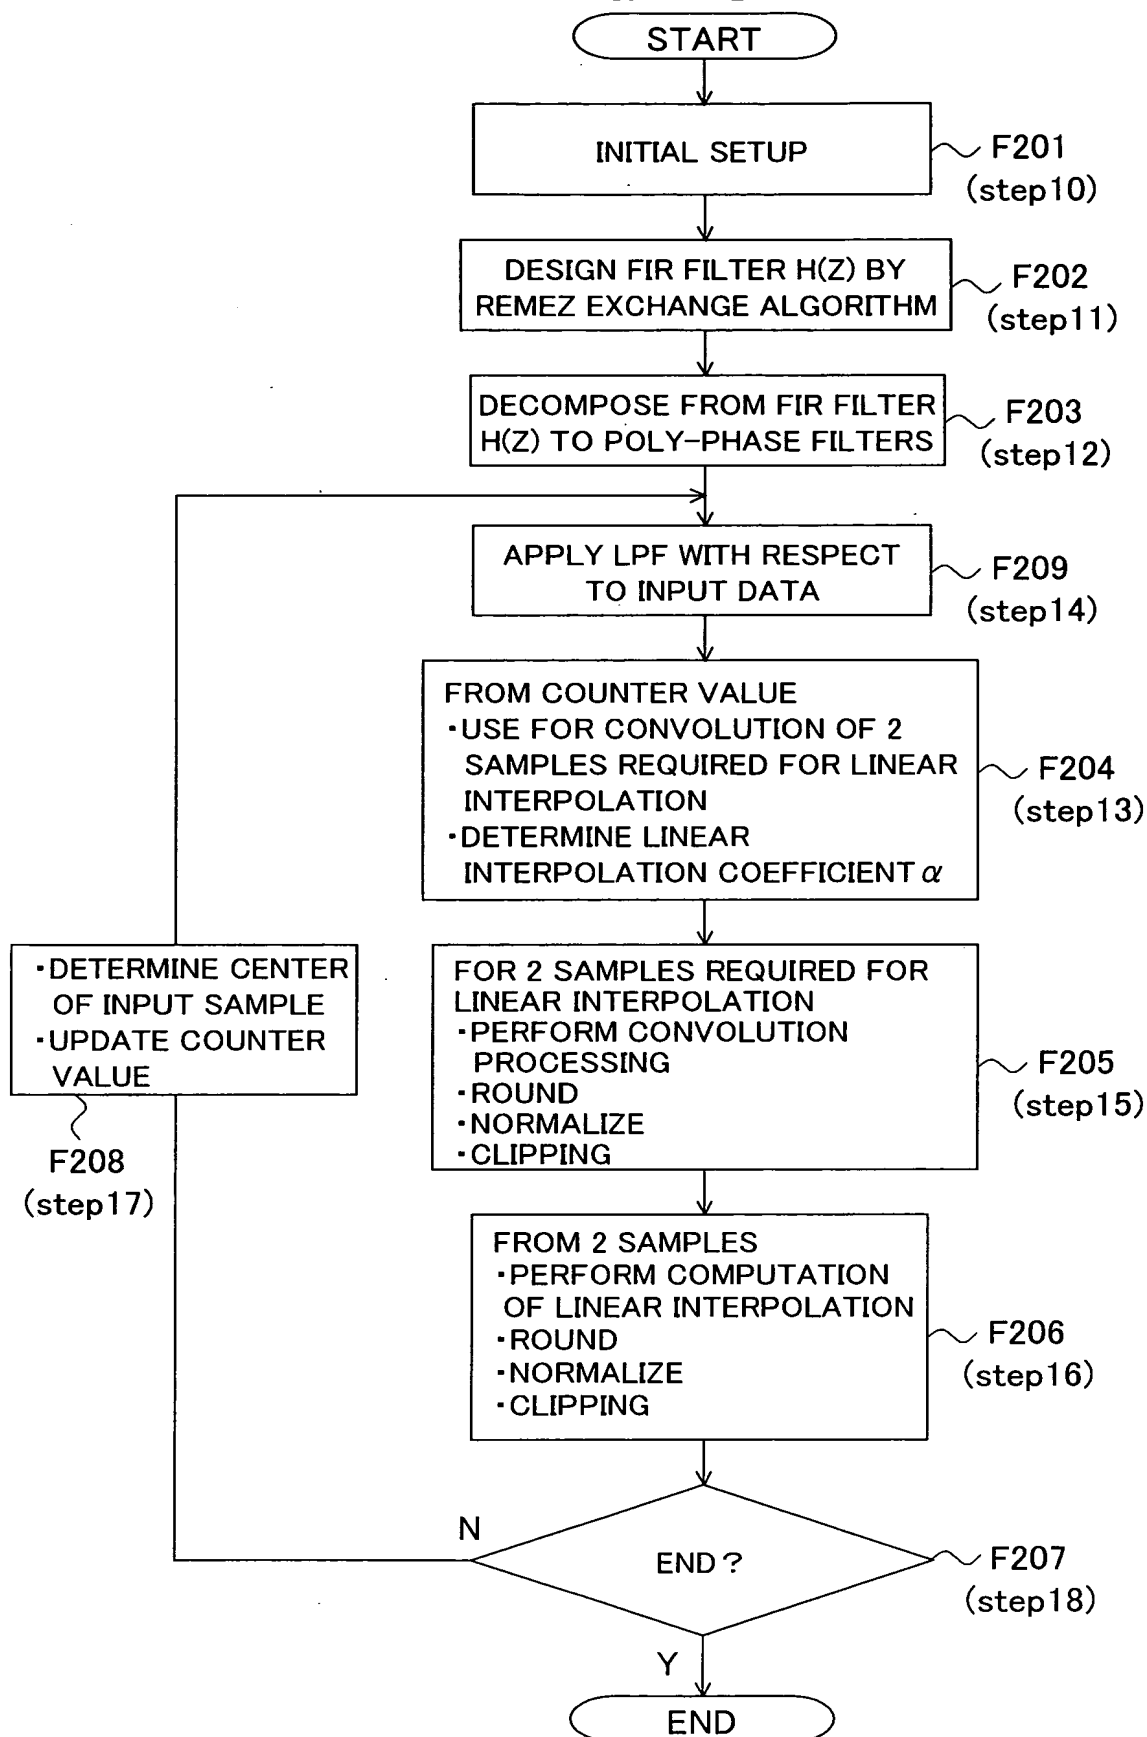 START
INITIAL SETUP
F201
(step10)
DESIGN FIR FILTER H(Z) BY
REMEZ EXCHANGE ALGORITHM
F202
(step11)
DECOMPOSE FROM FIR FILTER
H(Z) TO POLY-PHASE FILTERS
F203
(step12)
APPLY LPF WITH RESPECT
TO INPUT DATA
F209
(step14)
FROM COUNTER VALUE
・USE FOR CONVOLUTION OF 2
SAMPLES REQUIRED FOR LINEAR
INTERPOLATION
・DETERMINE LINEAR
INTERPOLATION COEFFICIENT α
F204
(step13)
・DETERMINE CENTER
OF INPUT SAMPLE
・UPDATE COUNTER
VALUE
F208
(step17)
FOR 2 SAMPLES REQUIRED FOR
LINEAR INTERPOLATION
・PERFORM CONVOLUTION
PROCESSING
・ROUND
・NORMALIZE
・CLIPPING
F205
(step15)
FROM 2 SAMPLES
・PERFORM COMPUTATION
OF LINEAR INTERPOLATION
・ROUND
・NORMALIZE
・CLIPPING
F206
(step16)
N
END?
F207
(step18)
Y
END